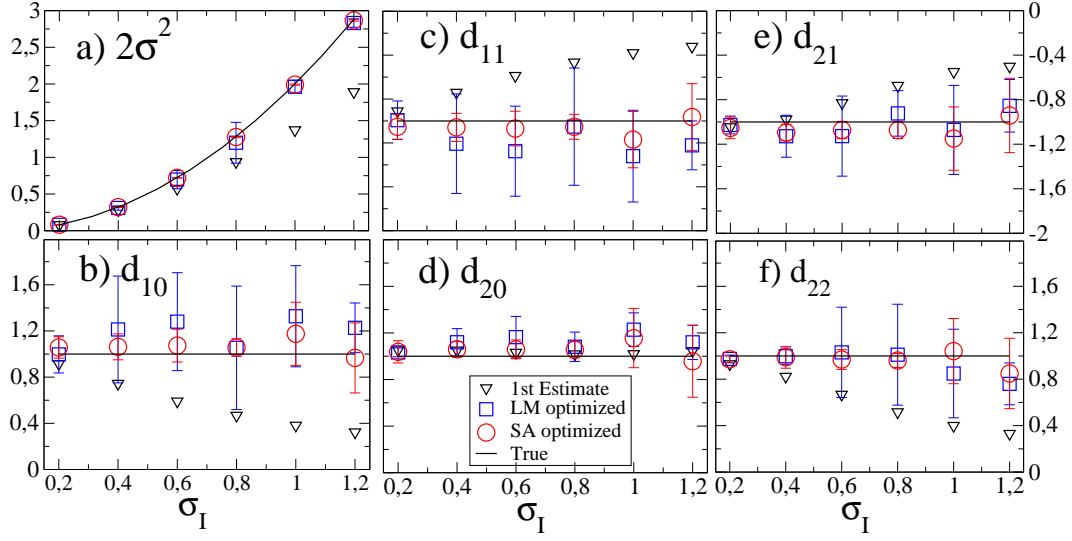 a) 2σ²
3
2,5
2
1,5
1
0,5
0
c) d₁₁
e) d₂₁
0
-0,4
-0,8
-1,2
-1,6
-2
b) d₁₀
1,6
1,2
0,8
0,4
0
0,2 0,4 0,6 0,8 1 1,2
σ_I
d) d₂₀
1st Estimate
LM optimized
SA optimized
True
0,2 0,4 0,6 0,8 1 1,2
σ_I
f) d₂₂
1,6
1,2
0,8
0,4
0
0,2 0,4 0,6 0,8 1 1,2
σ_I